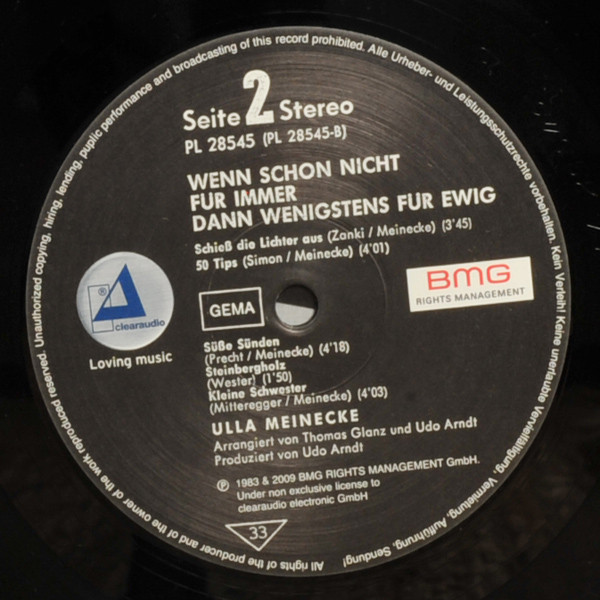 Seite 2 Stereo
PL 28545 (PL 28545-B)
WENN SCHON NICHT
FÜR IMMER
DANN WENIGSTENS FÜR EWIG
Schieß die Lichter aus (Zanki / Meinecke) (3'45)
50 Tips (Simon / Meinecke) (4'01)
®
clearaudio
Loving music
GEMA
BMG
RIGHTS MANAGEMENT
Süße Sünden
(Precht / Meinecke) (4'18)
Steinbergholz
(Wester) (1'50)
Kleine Schwester
(Mitteregger / Meinecke) (4'03)
ULLA MEINECKE
Arrangiert von Thomas Glanz und Udo Arndt
Produziert von Udo Arndt
℗ 1983 & 2009 BMG RIGHTS MANAGEMENT GmbH.
Under non exclusive license to
clearaudio electronic GmbH
33
All rights of the producer and of the owner of the work reproduced reserved. Unauthorized copying, hiring, lending, puplic performance and broadcasting of this record prohibited. Alle Urheber- und Leistungsschutzrechte vorbehalten. Kein Verleih! Keine unerlaubte Vervielfältigung, Vermietung, Aufführung, Sendung!